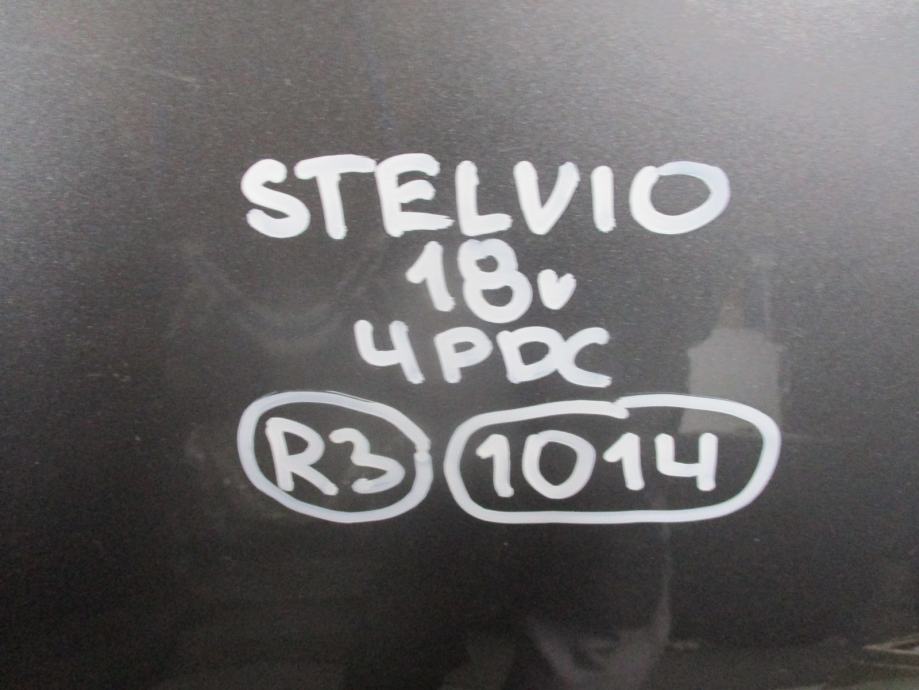 STELVIO
18v
4PDC
R3 1014